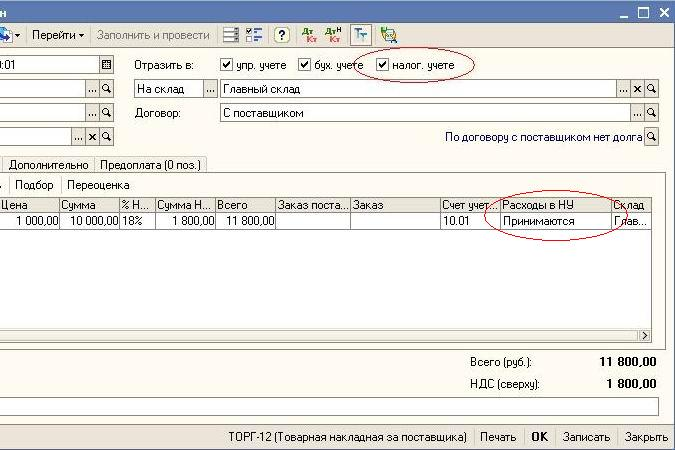 н
Перейти Заполнить и провести
:01 Отразить в: упр. учете бух. учете налог. учете
На склад ... Главный склад
Договор: С поставщиком
По договору с поставщиком нет долга
Дополнительно Предоплата (0 поз.)
Подбор Переоценка
Цена Сумма % Н... Сумма Н... Всего Заказ поста... Заказ Счет учет... Расходы в НУ Склад
1 000,00 10 000,00 18% 1 800,00 11 800,00 10.01 Принимаются Глав...
Всего (руб.): 11 800,00
НДС (сверху): 1 800,00
ТОРГ-12 (Товарная накладная за поставщика) Печать ОК Записать Закрыть